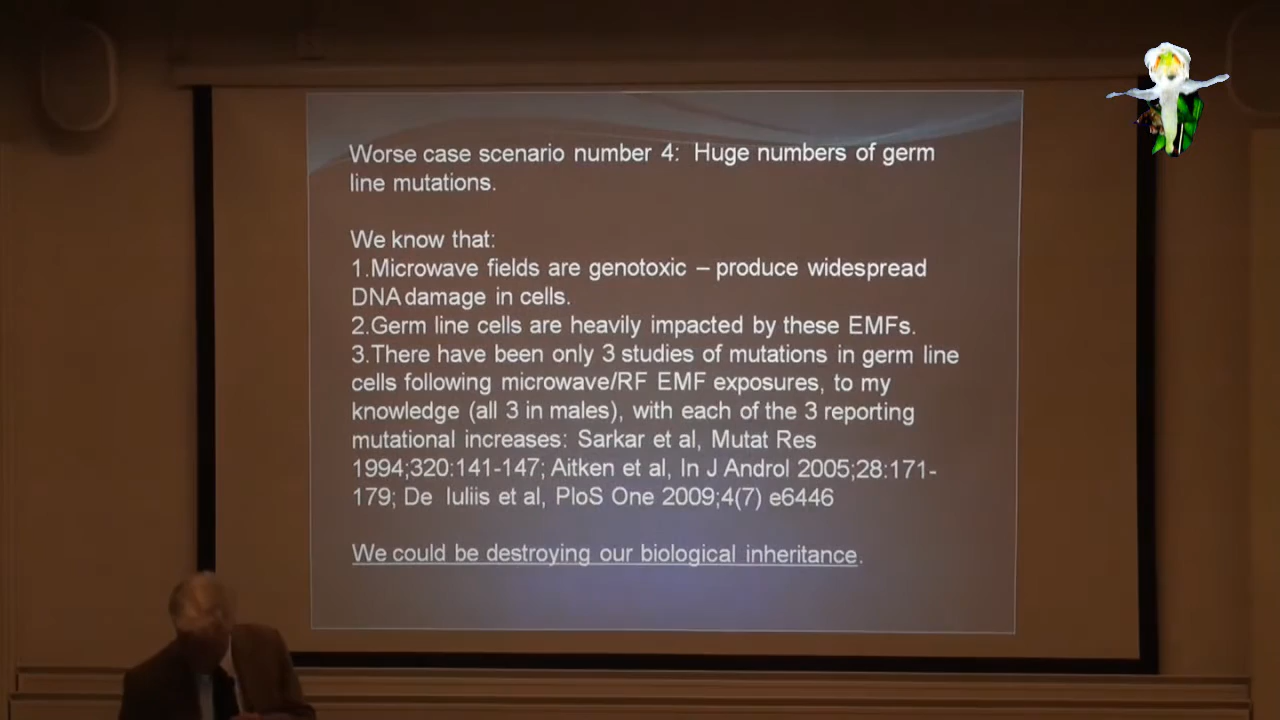 Worse case scenario number 4: Huge numbers of germ
line mutations.
We know that:
1.Microwave fields are genotoxic – produce widespread
DNA damage in cells.
2.Germ line cells are heavily impacted by these EMFs.
3.There have been only 3 studies of mutations in germ line
cells following microwave/RF EMF exposures, to my
knowledge (all 3 in males), with each of the 3 reporting
mutational increases: Sarkar et al, Mutat Res
1994;320:141-147; Aitken et al, In J Androl 2005;28:171-
179; De Iuliis et al, PloS One 2009;4(7) e6446
We could be destroying our biological inheritance.